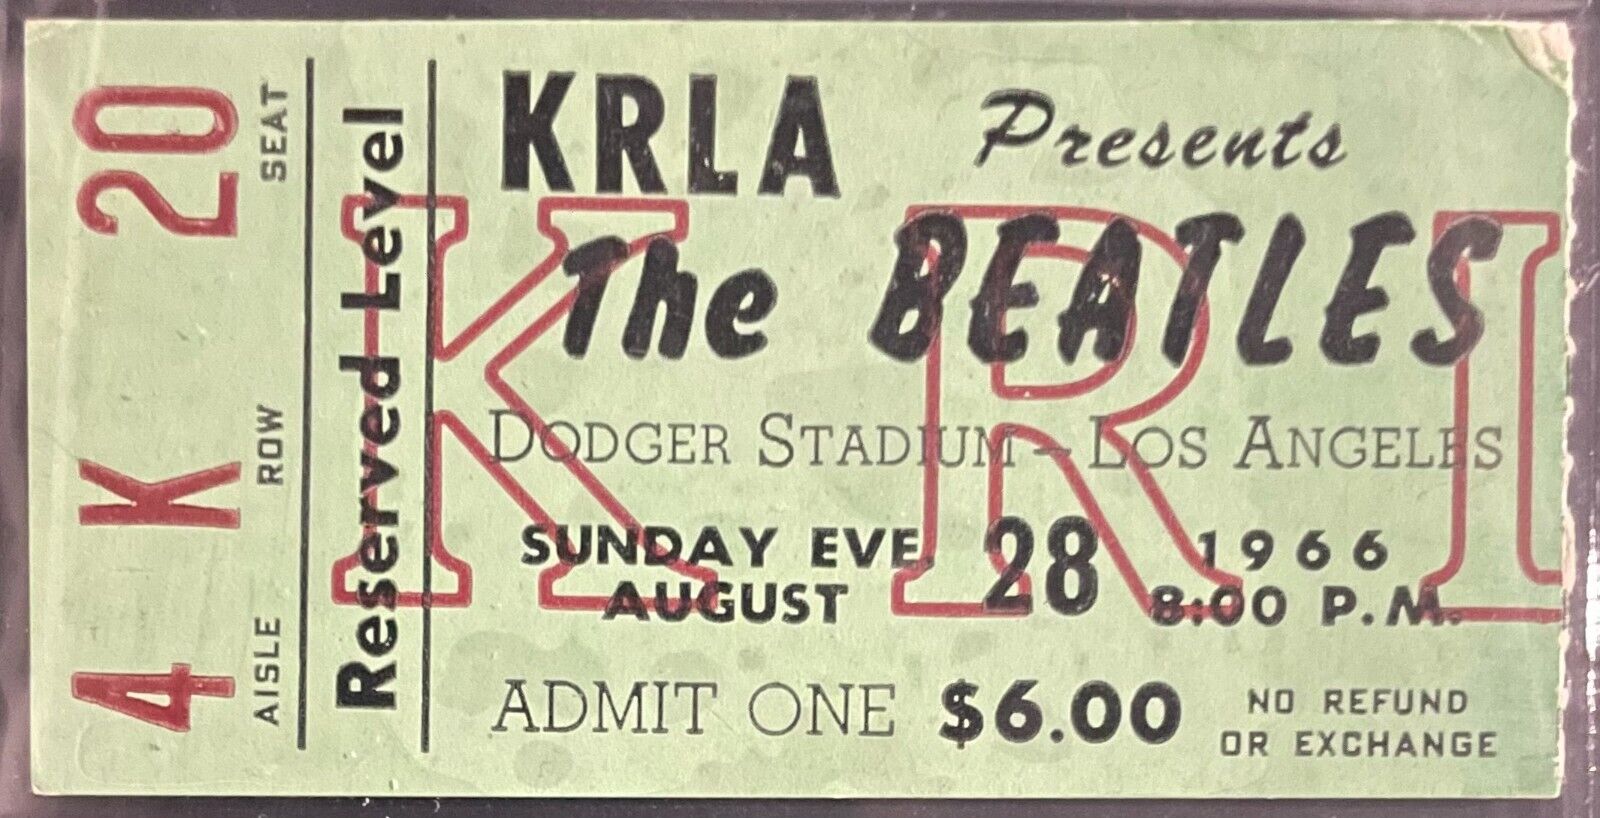 4 K 20
AISLE ROW SEAT
Reserved Level
KRLA Presents
The BEATLES
DODGER STADIUM - LOS ANGELES
SUNDAY EVE. 28 1966
AUGUST 8:00 P.M.
ADMIT ONE $6.00 NO REFUND
OR EXCHANGE
KRL